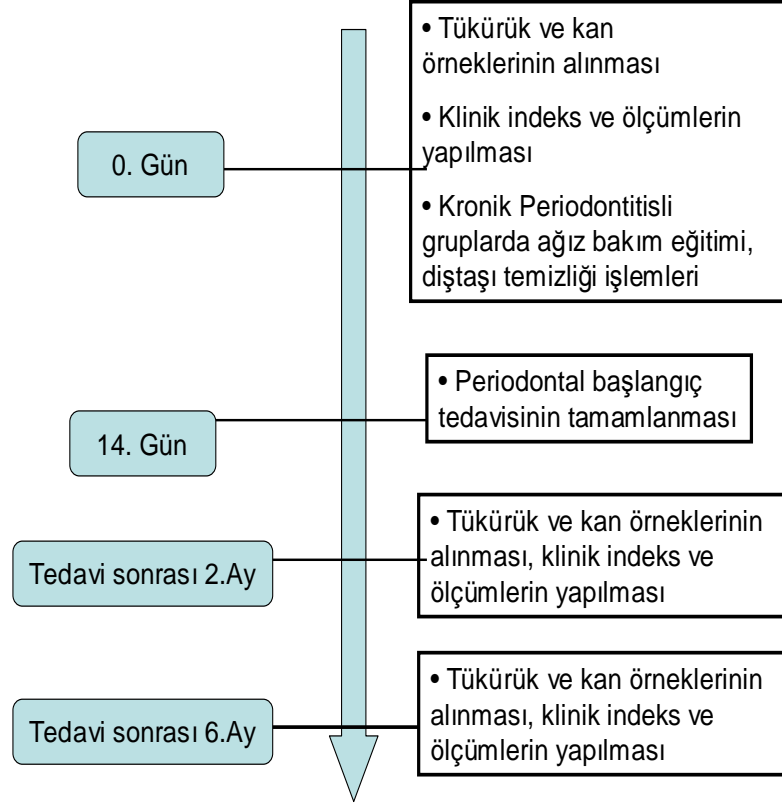 0. Gün
• Tükürük ve kan
örneklerinin alınması
• Klinik indeks ve ölçümlerin
yapılması
• Kronik Periodontitisli
gruplarda ağız bakım eğitimi,
diştaşı temizliği işlemleri
14. Gün
• Periodontal başlangıç
tedavisinin tamamlanması
Tedavi sonrası 2.Ay
• Tükürük ve kan örneklerinin
alınması, klinik indeks ve
ölçümlerin yapılması
Tedavi sonrası 6.Ay
• Tükürük ve kan örneklerinin
alınması, klinik indeks ve
ölçümlerin yapılması